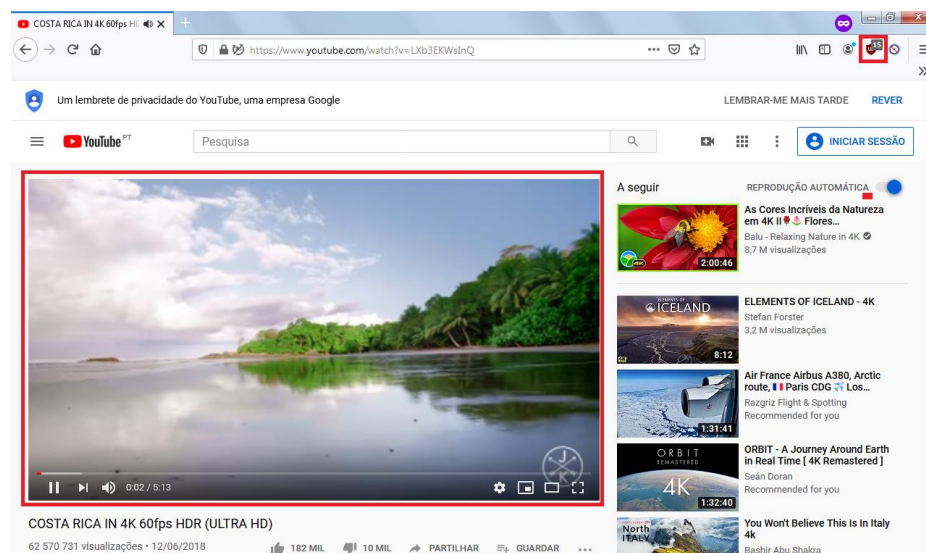 COSTA RICA IN 4K 60fps HD
https://www.youtube.com/watch?v=LXb3EKWsInQ
15
Um lembrete de privacidade do YouTube, uma empresa Google
LEMBRAR-ME MAIS TARDE
REVER
YouTube PT
Pesquisa
INICIAR SESSÃO
0:02 / 5:13
COSTA RICA IN 4K 60fps HDR (ULTRA HD)
62 570 731 visualizações • 12/06/2018
182 MIL
10 MIL
PARTILHAR
GUARDAR
A seguir
REPRODUÇÃO AUTOMÁTICA
2:00:46
As Cores Incríveis da Natureza
em 4K II🌹🌷 Flores...
Balu - Relaxing Nature in 4K
8,7 M visualizações
ELEMENTS OF
ICELAND
4K
8:12
ELEMENTS OF ICELAND - 4K
Stefan Forster
3,2 M visualizações
1:31:41
Air France Airbus A380, Arctic
route, 🇫🇷 Paris CDG ✈️ Los...
Razgriz Flight & Spotting
Recommended for you
ORBIT
REMASTERED
4K
1:32:40
ORBIT - A Journey Around Earth
in Real Time [ 4K Remastered ]
Seán Doran
Recommended for you
North
ITALY
You Won't Believe This Is In Italy
4k
Bashir Abu Shakra